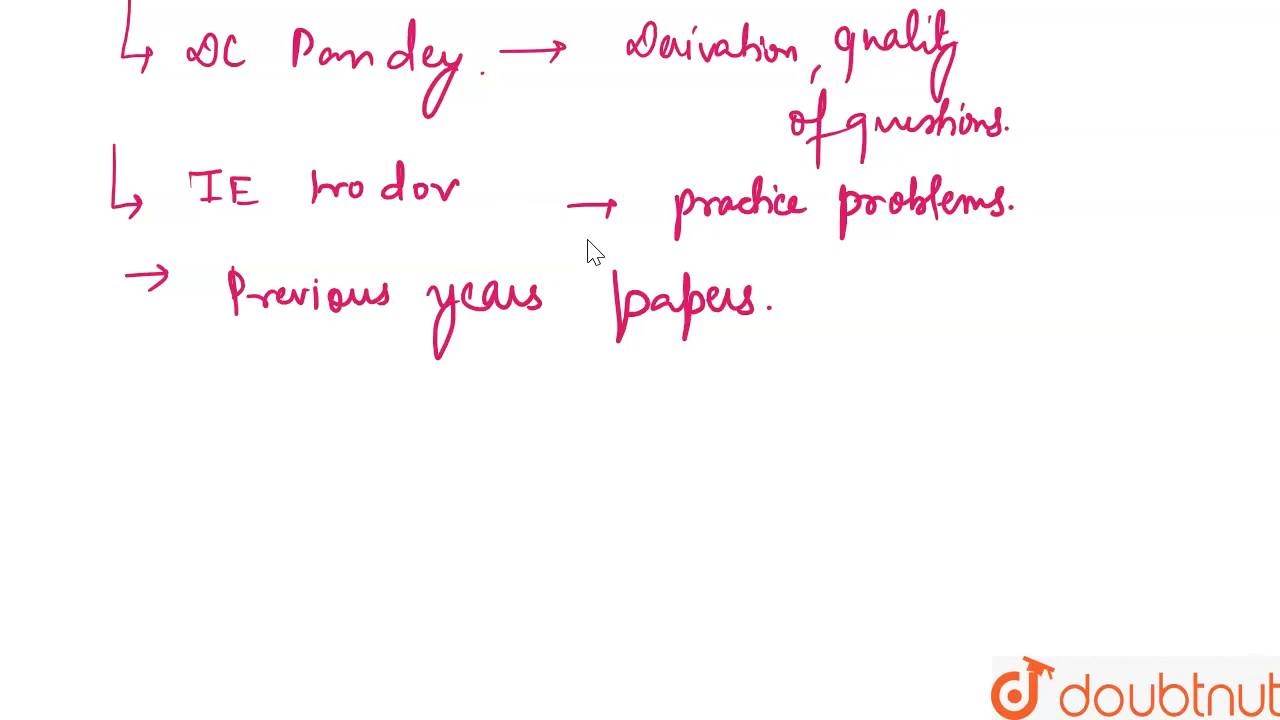 ↳ DC Pandey. → Derivation, quality
of questions.
↳ IE Irodov → practice problems.
→ Previous years papers.
doubtnut